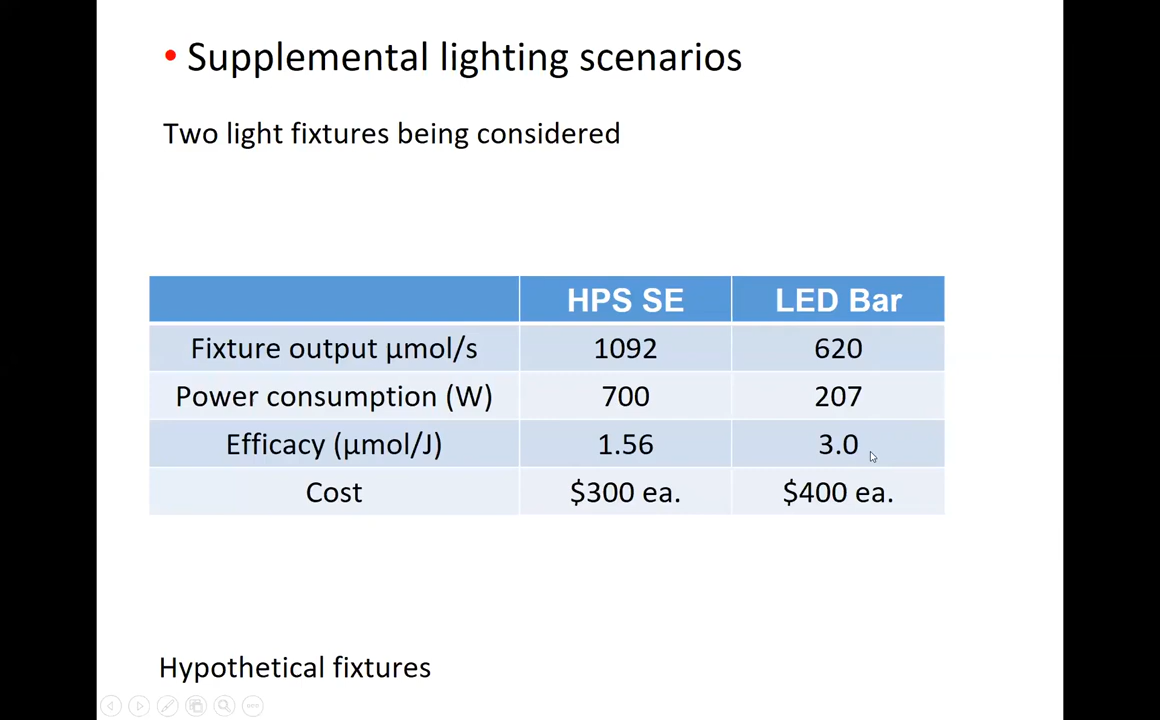 • Supplemental lighting scenarios
Two light fixtures being considered
HPS SE LED Bar
Fixture output µmol/s 1092 620
Power consumption (W) 700 207
Efficacy (µmol/J) 1.56 3.0
Cost $300 ea. $400 ea.
Hypothetical fixtures